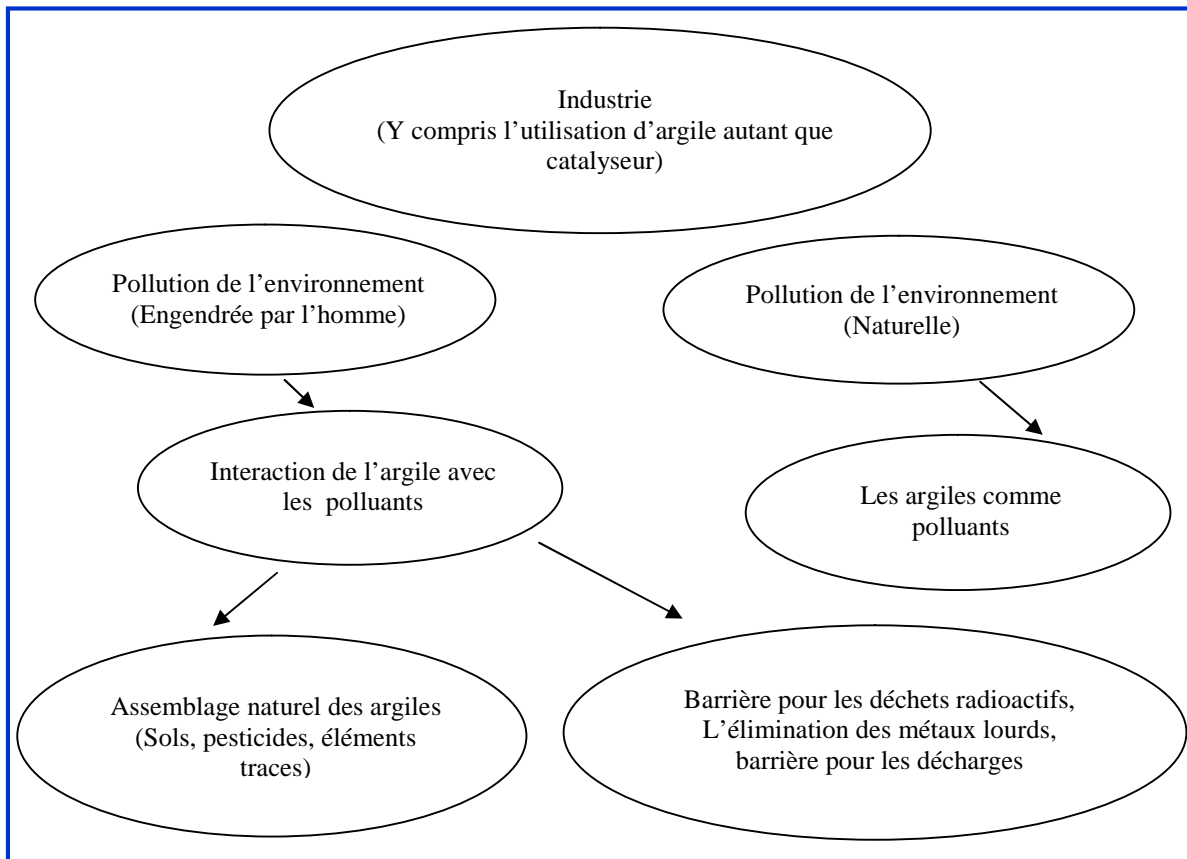 Industrie
(Y compris l’utilisation d’argile autant que
catalyseur)
Pollution de l’environnement
(Engendrée par l’homme)
Pollution de l’environnement
(Naturelle)
Interaction de l’argile avec
les polluants
Les argiles comme
polluants
Assemblage naturel des argiles
(Sols, pesticides, éléments
traces)
Barrière pour les déchets radioactifs,
L’élimination des métaux lourds,
barrière pour les décharges